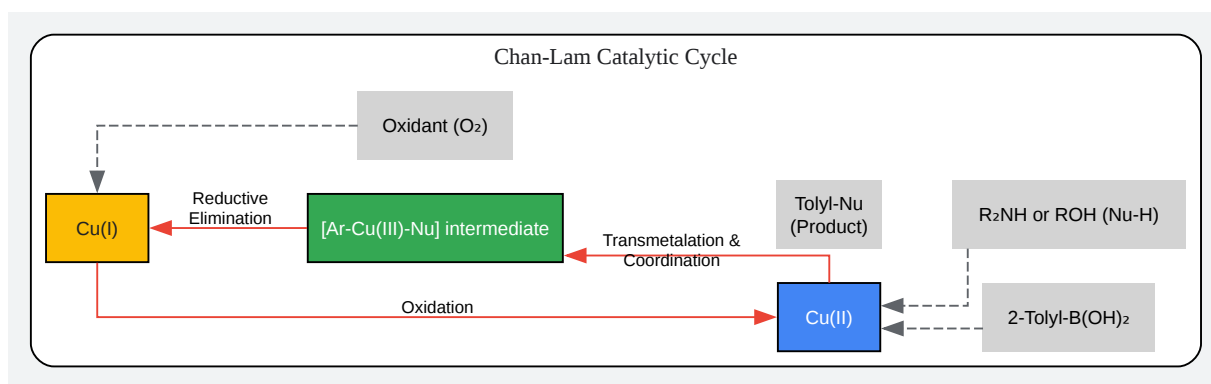 Chan-Lam Catalytic Cycle
Oxidant (O₂)
Reductive
Elimination
Cu(I)
[Ar-Cu(III)-Nu] intermediate
Tolyl-Nu
(Product)
R₂NH or ROH (Nu-H)
Transmetalation &
Coordination
Oxidation
Cu(II)
2-Tolyl-B(OH)₂